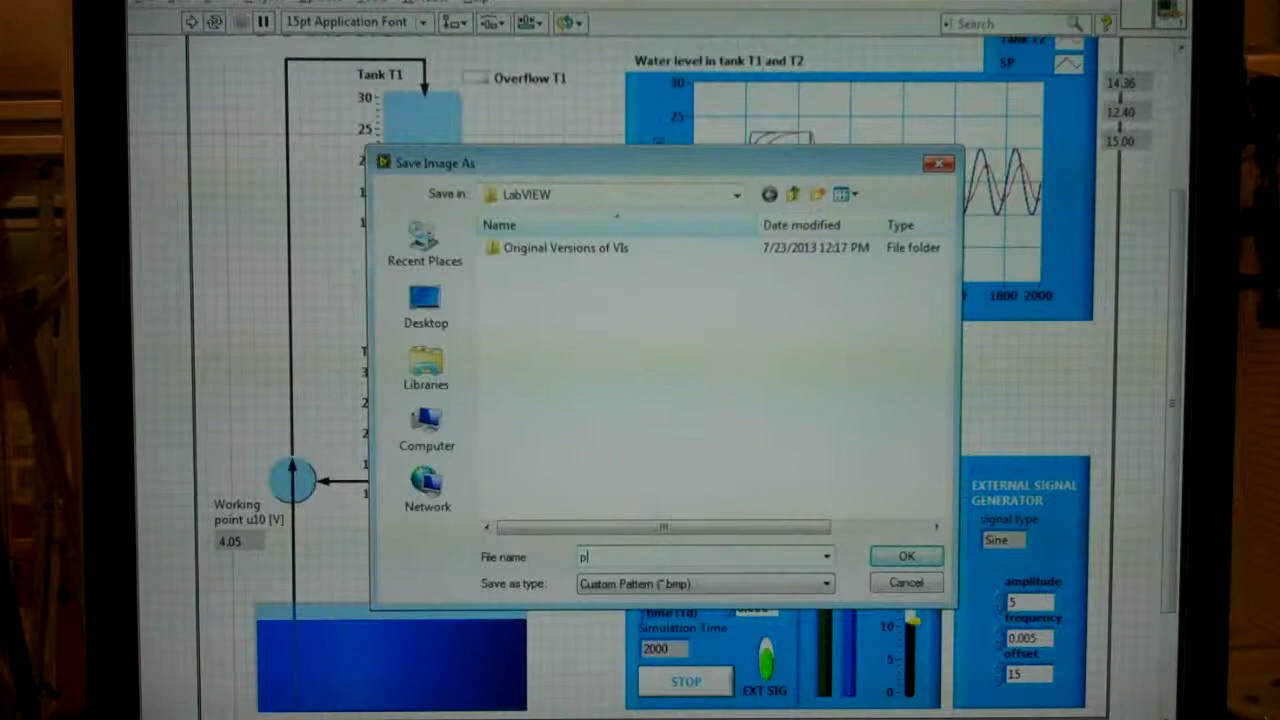 15pt Application Font
Search
Water level in tank T1 and T2
SP
Tank T1
Overflow T1
30
25
30
25
14.36
12.40
15.00
1800 2000
Save Image As
Save in:
LabVIEW
Name
Date modified
Type
Original Versions of VIs
7/23/2013 12:17 PM
File folder
Recent Places
Desktop
Libraries
Computer
Network
File name:
pl
OK
Save as type:
Custom Pattern (*.bmp)
Cancel
Working
point u10 [V]
4.05
EXTERNAL SIGNAL
GENERATOR
signal type
Sine
amplitude
5
frequency
0.005
offset
15
Time (Td)
Simulation Time
2000
STOP
EXT SIG
10
5
0